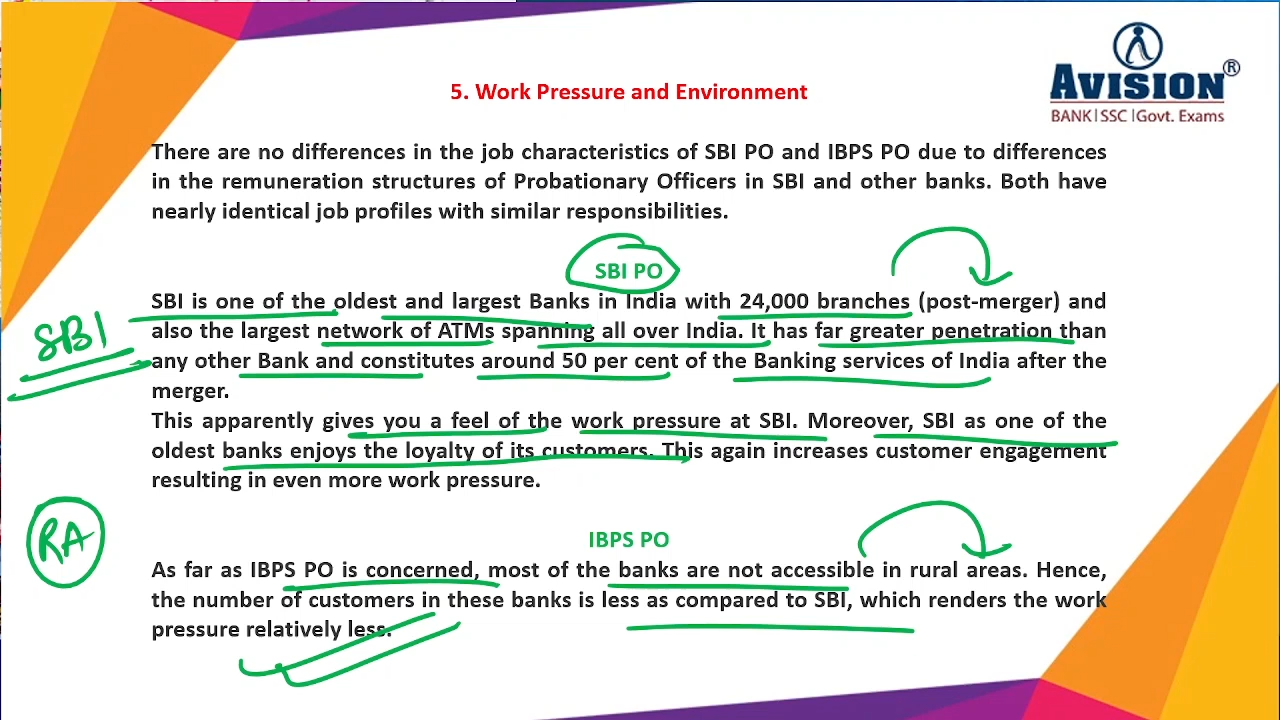 AVISION®
BANK|SSC|Govt. Exams
5. Work Pressure and Environment
There are no differences in the job characteristics of SBI PO and IBPS PO due to differences
in the remuneration structures of Probationary Officers in SBI and other banks. Both have
nearly identical job profiles with similar responsibilities.
SBI PO
SBI is one of the oldest and largest Banks in India with 24,000 branches (post-merger) and
also the largest network of ATMs spanning all over India. It has far greater penetration than
any other Bank and constitutes around 50 per cent of the Banking services of India after the
merger.
SBI
This apparently gives you a feel of the work pressure at SBI. Moreover, SBI as one of the
oldest banks enjoys the loyalty of its customers. This again increases customer engagement
resulting in even more work pressure.
RA
IBPS PO
As far as IBPS PO is concerned, most of the banks are not accessible in rural areas. Hence,
the number of customers in these banks is less as compared to SBI, which renders the work
pressure relatively less.